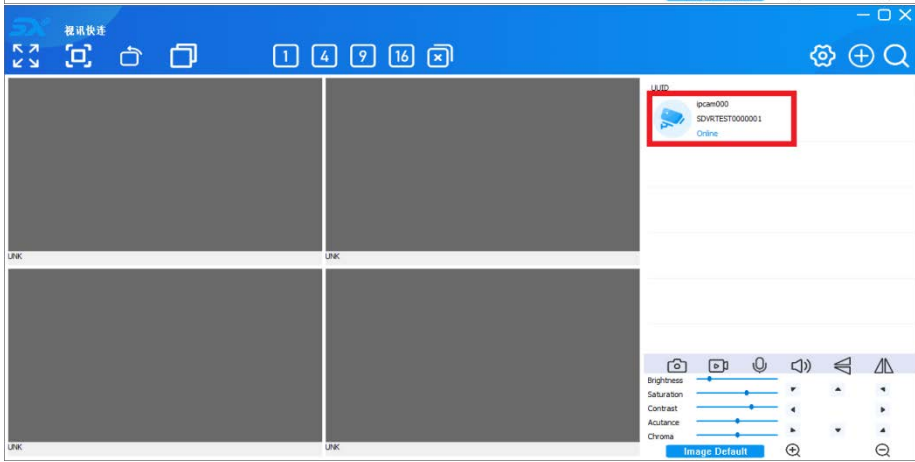 SX
视讯快连
1 4 9 16
UUID
ipcam000
SDVRTEST0000001
Online
UNK
UNK
Brightness
Saturation
Contrast
Acutance
Chroma
Image Default
UNK
UNK